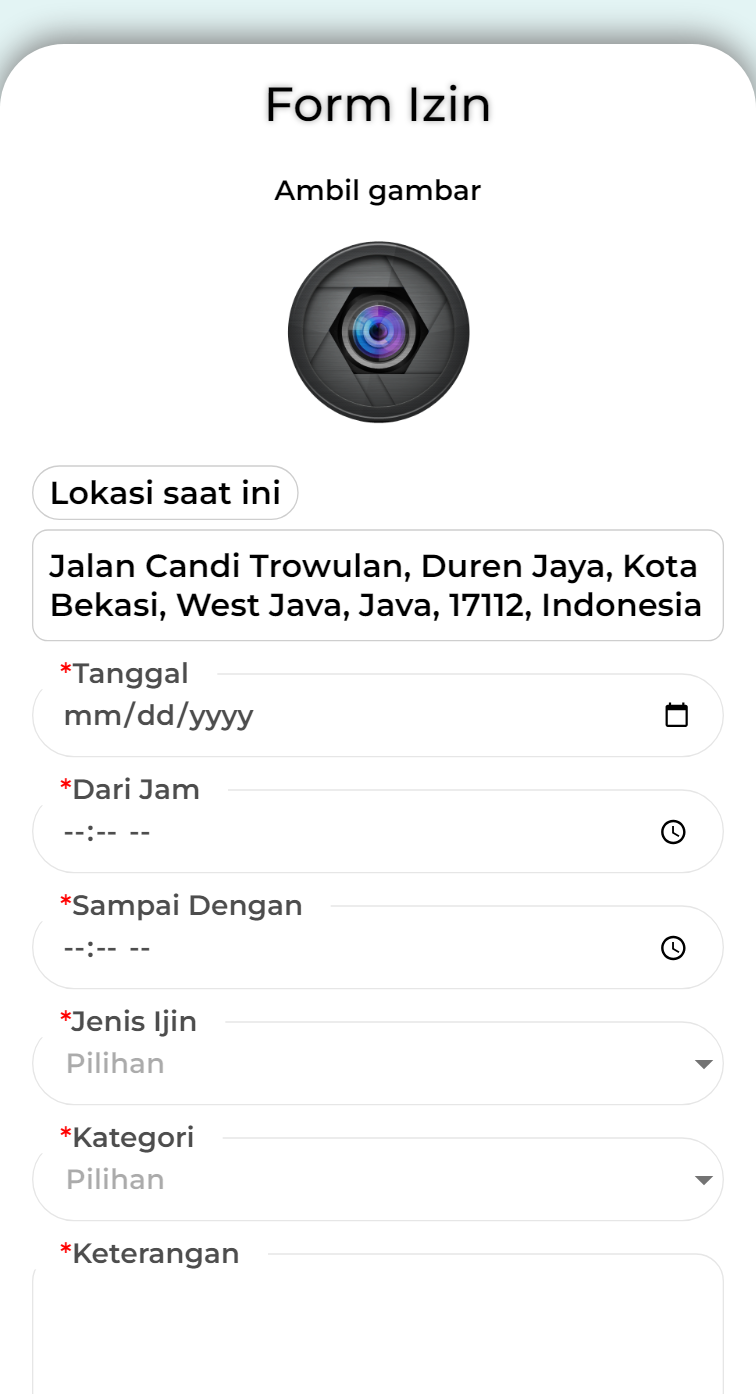 Form Izin
Ambil gambar
Lokasi saat ini
Jalan Candi Trowulan, Duren Jaya, Kota
Bekasi, West Java, Java, 17112, Indonesia
*Tanggal
mm/dd/yyyy
*Dari Jam
--:-- --
*Sampai Dengan
--:-- --
*Jenis Ijin
Pilihan
*Kategori
Pilihan
*Keterangan